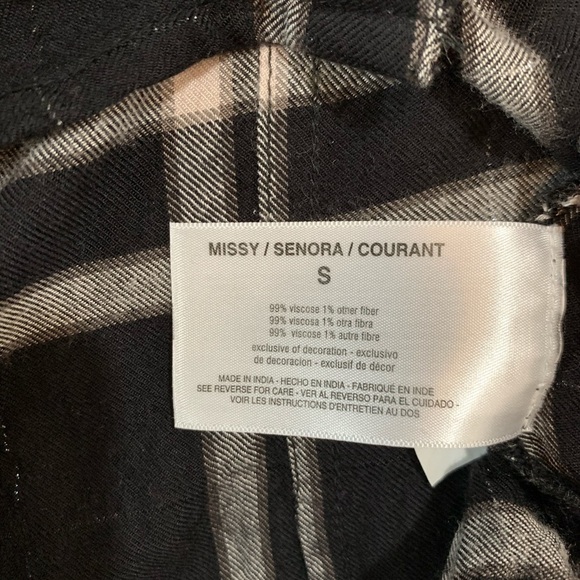 MISSY / SENORA / COURANT
S
99% viscose 1% other fiber
99% viscosa 1% otra fibra
99% viscose 1% autre fibre
exclusive of decoration - exclusivo
de decoracion - exclusif de décor
MADE IN INDIA - HECHO EN INDIA - FABRIQUÉ EN INDE
SEE REVERSE FOR CARE - VER AL REVERSO PARA EL CUIDADO -
VOIR LES INSTRUCTIONS D'ENTRETIEN AU DOS